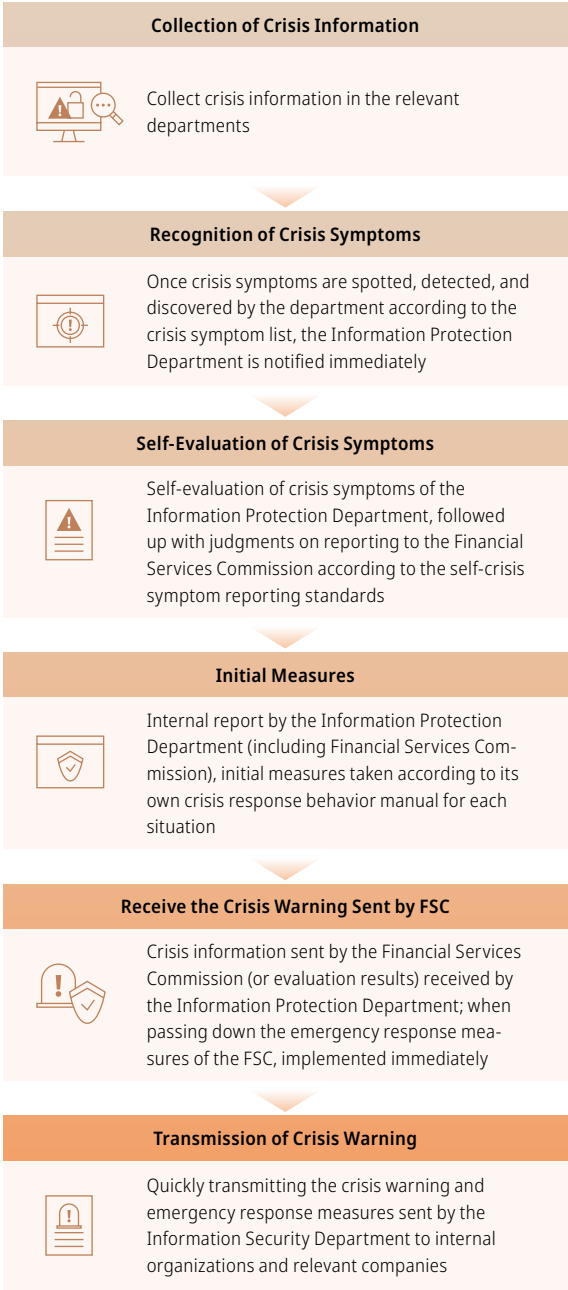 Collection of Crisis Information
Collect crisis information in the relevant
departments
Recognition of Crisis Symptoms
Once crisis symptoms are spotted, detected, and
discovered by the department according to the
crisis symptom list, the Information Protection
Department is notified immediately
Self-Evaluation of Crisis Symptoms
Self-evaluation of crisis symptoms of the
Information Protection Department, followed
up with judgments on reporting to the Financial
Services Commission according to the self-crisis
symptom reporting standards
Initial Measures
Internal report by the Information Protection
Department (including Financial Services Com-
mission), initial measures taken according to its
own crisis response behavior manual for each
situation
Receive the Crisis Warning Sent by FSC
Crisis information sent by the Financial Services
Commission (or evaluation results) received by
the Information Protection Department; when
passing down the emergency response mea-
sures of the FSC, implemented immediately
Transmission of Crisis Warning
Quickly transmitting the crisis warning and
emergency response measures sent by the
Information Security Department to internal
organizations and relevant companies